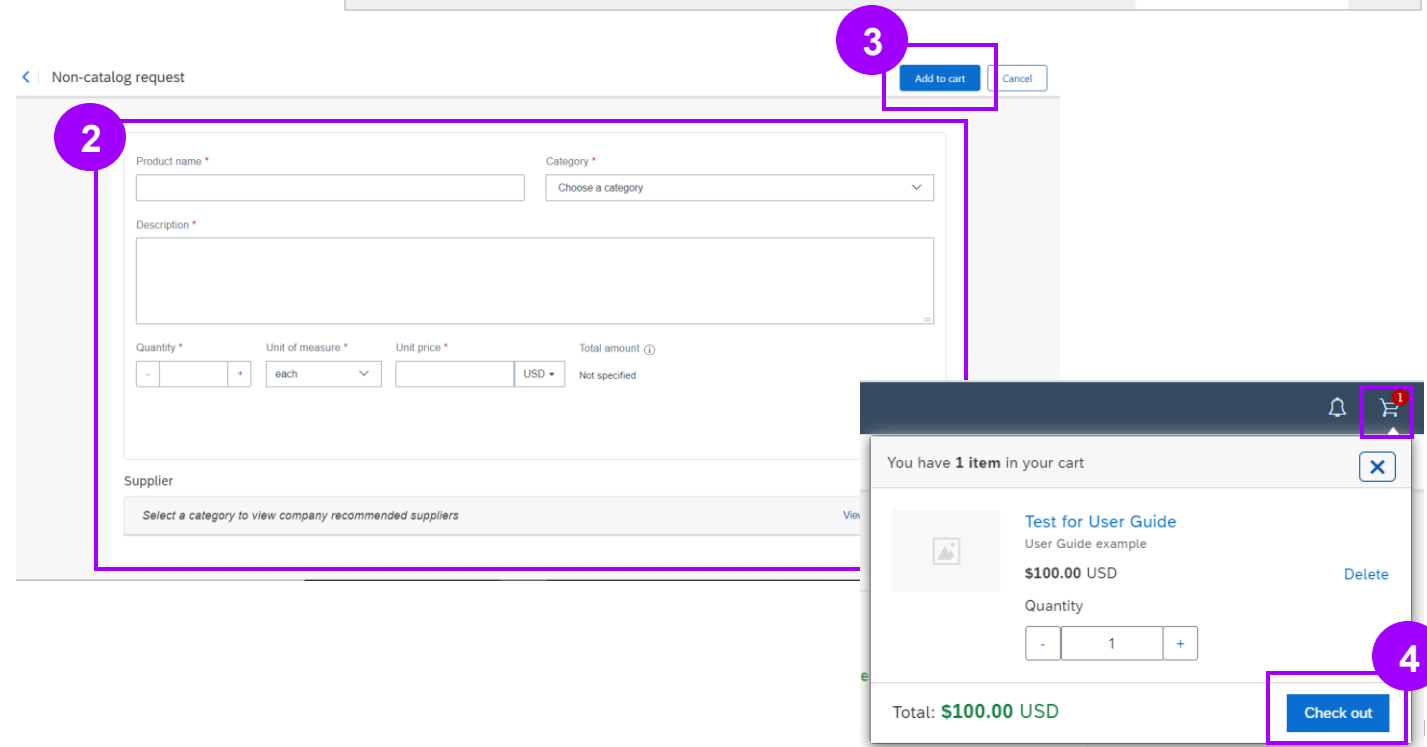 3
Non-catalog request
Add to cart
Cancel
2
Product name *
Category *
Choose a category
Description *
Quantity *
Unit of measure *
Unit price *
Total amount
- +
each
USD
Not specified
1
You have 1 item in your cart
Supplier
Select a category to view company recommended suppliers
Test for User Guide
User Guide example
$100.00 USD
Delete
Quantity
- 1 +
4
Total: $100.00 USD
Check out